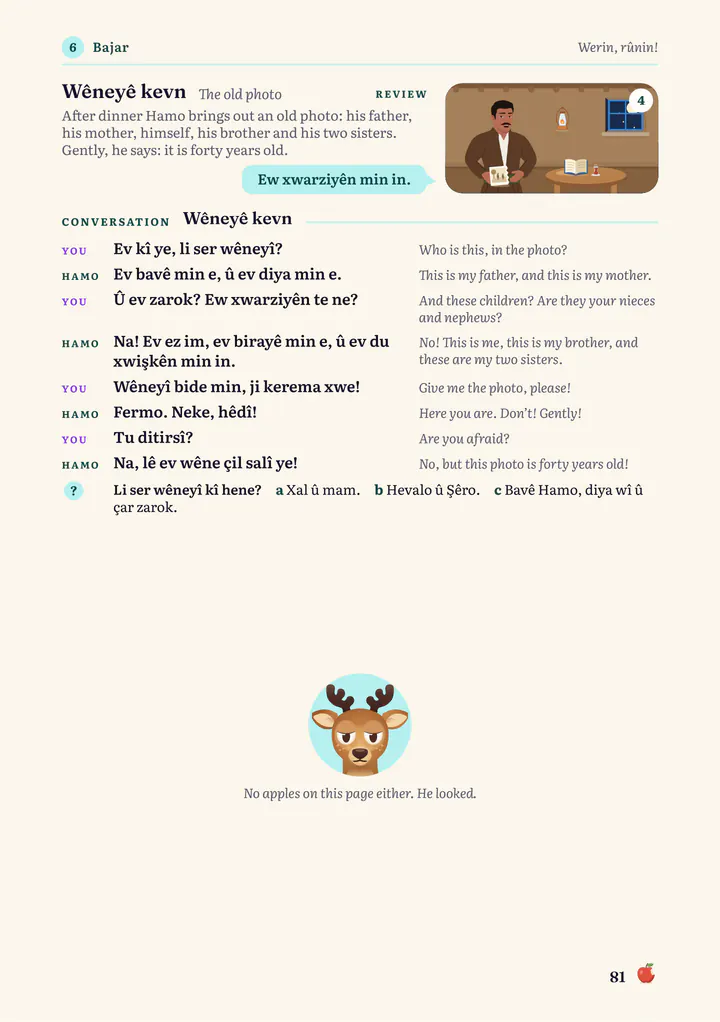 6 Bajar
Werin, rûnin!
Wêneyê kevn The old photo REVIEW
After dinner Hamo brings out an old photo: his father,
his mother, himself, his brother and his two sisters.
Gently, he says: it is forty years old.
4
Ew xwarziyên min in.
CONVERSATION Wêneyê kevn
YOU Ev kî ye, li ser wêneyî? Who is this, in the photo?
HAMO Ev bavê min e, û ev diya min e. This is my father, and this is my mother.
YOU Û ev zarok? Ew xwarziyên te ne? And these children? Are they your nieces
and nephews?
HAMO Na! Ev ez im, ev birayê min e, û ev du No! This is me, this is my brother, and
xwişkên min in. these are my two sisters.
YOU Wêneyî bide min, ji kerema xwe! Give me the photo, please!
HAMO Fermo. Neke, hêdî! Here you are. Don't! Gently!
YOU Tu ditirsî? Are you afraid?
HAMO Na, lê ev wêne çil salî ye! No, but this photo is forty years old!
? Li ser wêneyî kî hene? a Xal û mam. b Hevalo û Şêro. c Bavê Hamo, diya wî û
çar zarok.
No apples on this page either. He looked.
81